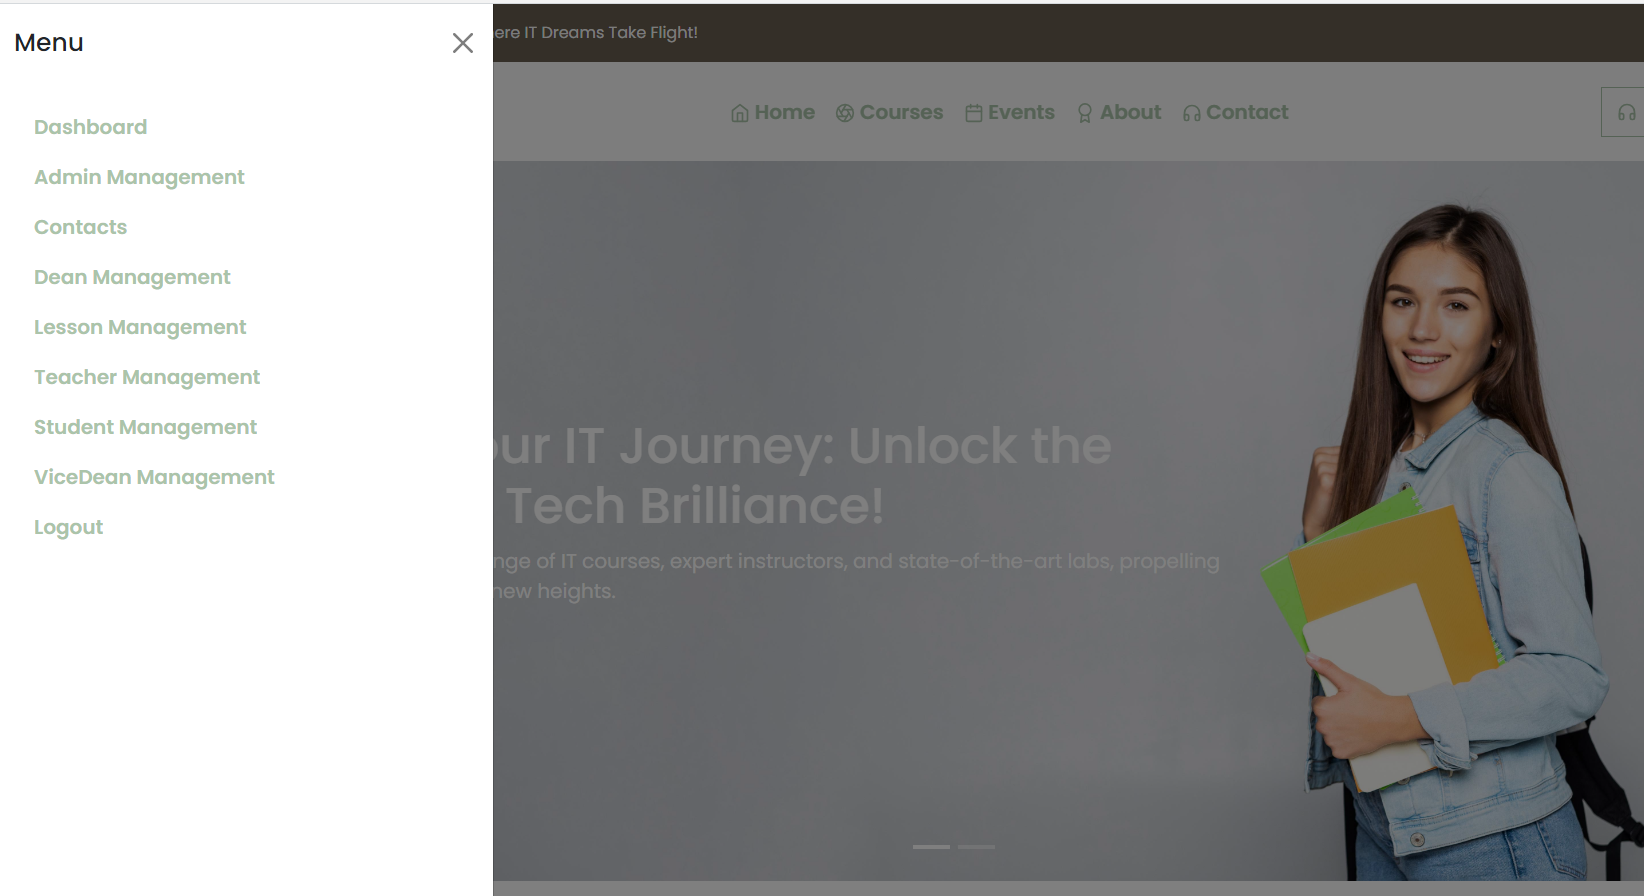 Menu
ere IT Dreams Take Flight!
Home Courses Events About Contact
Dashboard
Admin Management
Contacts
Dean Management
Lesson Management
Teacher Management
Student Management
ViceDean Management
Logout
our IT Journey: Unlock the
Tech Brilliance!
nge of IT courses, expert instructors, and state-of-the-art labs, propelling
new heights.